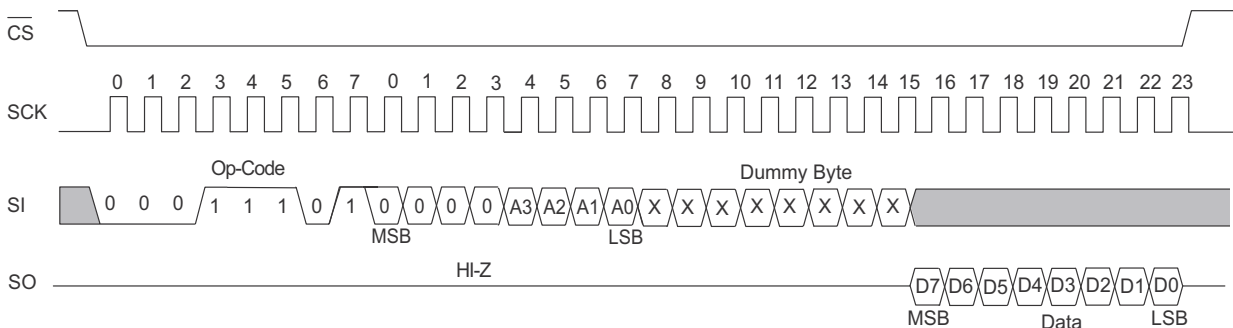 CS
0 1 2 3 4 5 6 7 0 1 2 3 4 5 6 7 8 9 10 11 12 13 14 15 16 17 18 19 20 21 22 23
SCK
Op-Code Dummy Byte
SI 0 0 0 1 1 1 0 1 0 0 0 0 A3 A2 A1 A0 X X X X X X X X
MSB LSB
HI-Z
SO D7 D6 D5 D4 D3 D2 D1 D0
MSB Data LSB